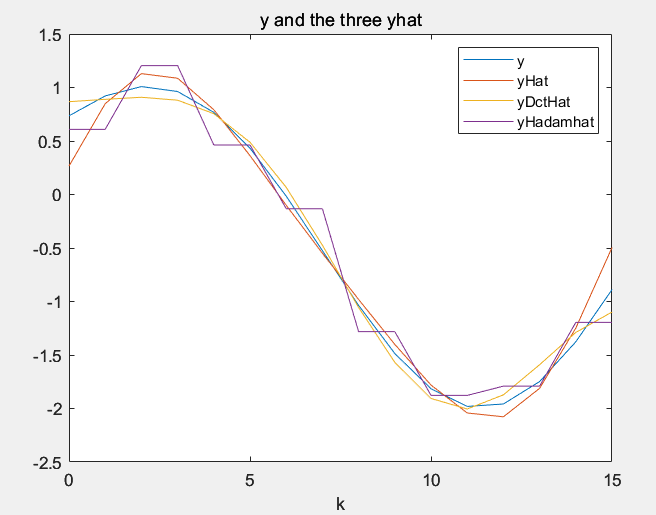 y and the three yhat
1.5
1
0.5
0
-0.5
-1
-1.5
-2
-2.5
y
yHat
yDctHat
yHadamhat
0 5 10 15
k